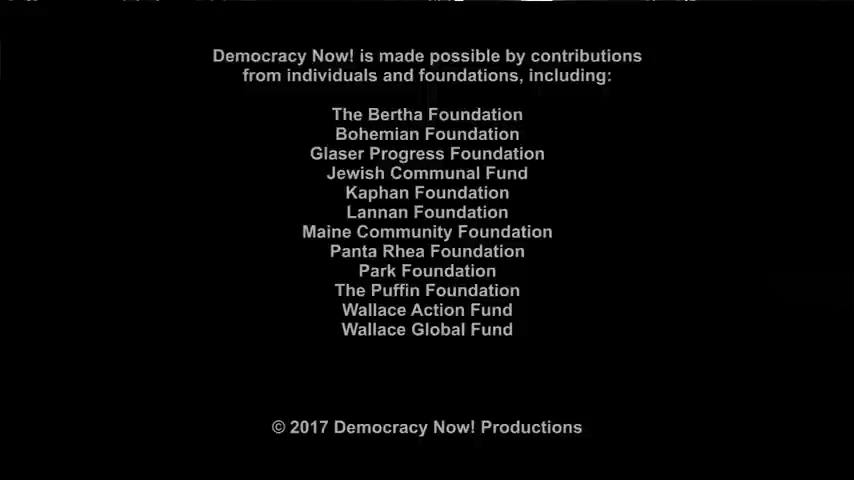 Democracy Now! is made possible by contributions
from individuals and foundations, including:
The Bertha Foundation
Bohemian Foundation
Glaser Progress Foundation
Jewish Communal Fund
Kaphan Foundation
Lannan Foundation
Maine Community Foundation
Panta Rhea Foundation
Park Foundation
The Puffin Foundation
Wallace Action Fund
Wallace Global Fund
© 2017 Democracy Now! Productions